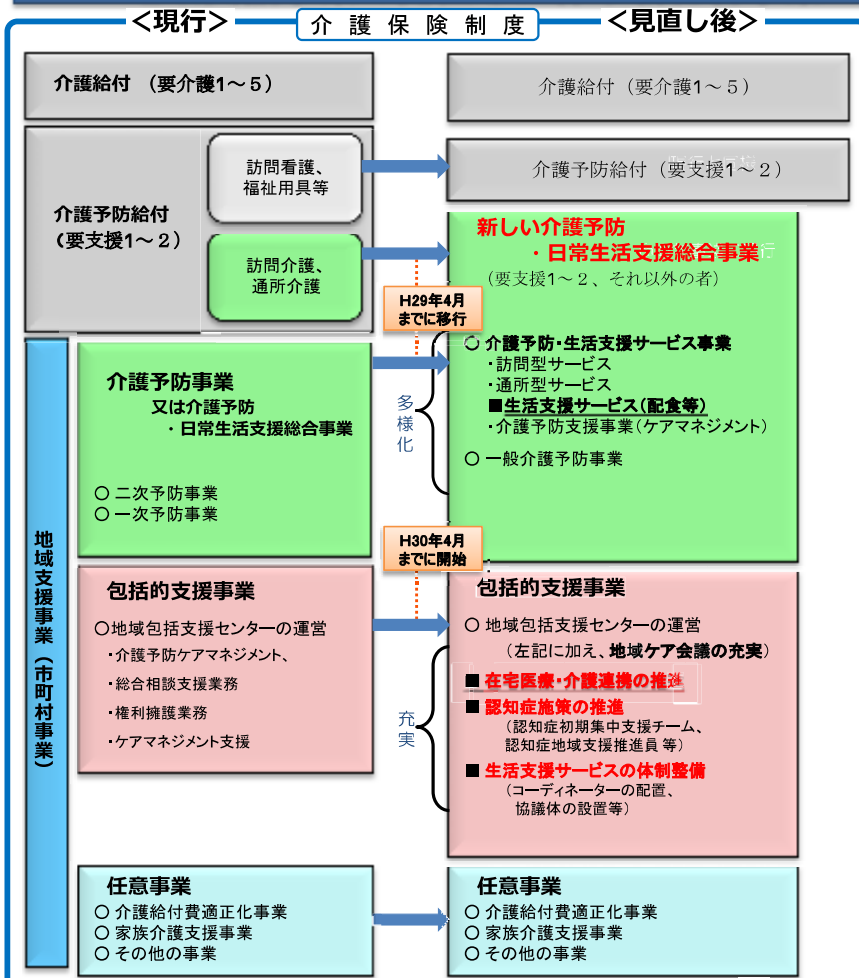 <現行>
介護保険制度
<見直し後>
介護給付 (要介護1～5)
介護予防給付
(要支援1～2)
訪問看護、
福祉用具等
訪問介護、
通所介護
介護給付 (要介護1～5)
介護予防給付 (要支援1～2)
H29年4月
までに移行
新しい介護予防
・日常生活支援総合事業
(要支援1～2、それ以外の者)
○ 介護予防・生活支援サービス事業
・訪問型サービス
・通所型サービス
■生活支援サービス(配食等)
・介護予防支援事業(ケアマネジメント)
○ 一般介護予防事業
地域支援事業(市町村事業)
介護予防事業
又は介護予防
・日常生活支援総合事業
○ 二次予防事業
○ 一次予防事業
多様化
H30年4月
までに開始
包括的支援事業
○地域包括支援センターの運営
・介護予防ケアマネジメント、
・総合相談支援業務
・権利擁護業務
・ケアマネジメント支援
充実
包括的支援事業
○ 地域包括支援センターの運営
(左記に加え、地域ケア会議の充実)
■ 在宅医療・介護連携の推進
■ 認知症施策の推進
(認知症初期集中支援チーム、
認知症地域支援推進員 等)
■ 生活支援サービスの体制整備
(コーディネーターの配置、
協議体の設置等)
任意事業
○ 介護給付費適正化事業
○ 家族介護支援事業
○ その他の事業
任意事業
○ 介護給付費適正化事業
○ 家族介護支援事業
○ その他の事業